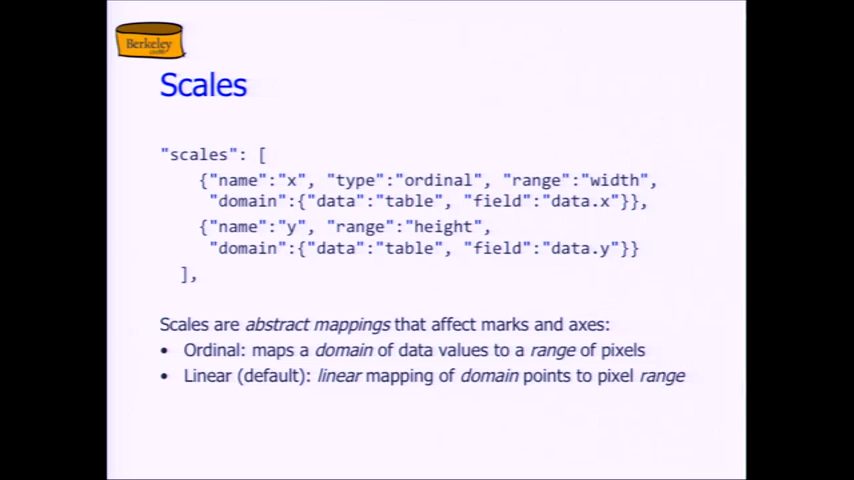 Berkeley
Scales
"scales": [
{"name":"x", "type":"ordinal", "range":"width",
"domain":{"data":"table", "field":"data.x"}},
{"name":"y", "range":"height",
"domain":{"data":"table", "field":"data.y"}}
],
Scales are abstract mappings that affect marks and axes:
• Ordinal: maps a domain of data values to a range of pixels
• Linear (default): linear mapping of domain points to pixel range